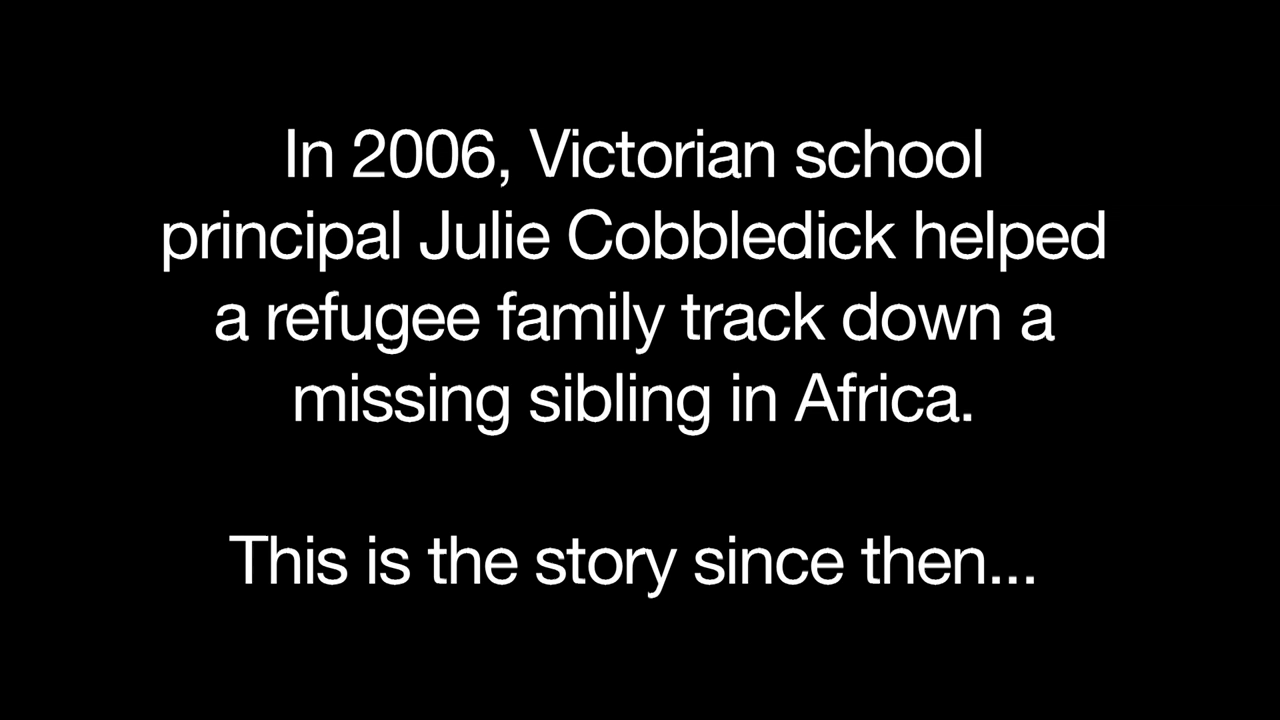 In 2006, Victorian school
principal Julie Cobbledick helped
a refugee family track down a
missing sibling in Africa.
This is the story since then...